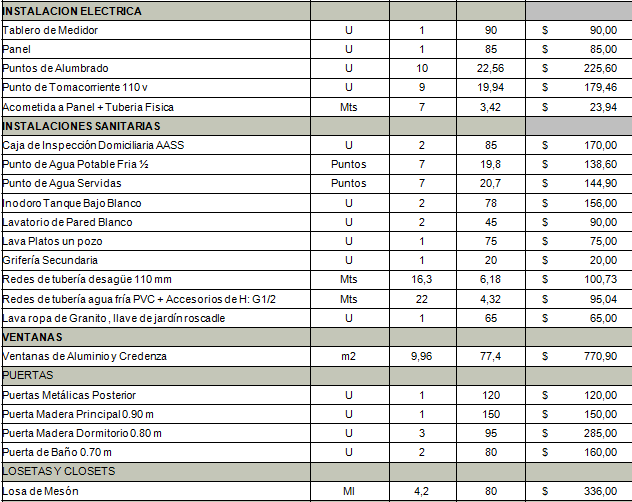 INSTALACION ELECTRICA
Tablero de Medidor U 1 90 $ 90,00
Panel U 1 85 $ 85,00
Puntos de Alumbrado U 10 22,56 $ 225,60
Punto de Tomacorriente 110 v U 9 19,94 $ 179,46
Acometida a Panel + Tuberia Fisica Mts 7 3,42 $ 23,94
INSTALACIONES SANITARIAS
Caja de Inspección Domiciliaria AASS U 2 85 $ 170,00
Punto de Agua Potable Fria ½ Puntos 7 19,8 $ 138,60
Punto de Agua Servidas Puntos 7 20,7 $ 144,90
Inodoro Tanque Bajo Blanco U 2 78 $ 156,00
Lavatorio de Pared Blanco U 2 45 $ 90,00
Lava Platos un pozo U 1 75 $ 75,00
Grifería Secundaria U 1 20 $ 20,00
Redes de tubería desagüe 110 mm Mts 16,3 6,18 $ 100,73
Redes de tubería agua fría PVC + Accesorios de H: G1/2 Mts 22 4,32 $ 95,04
Lava ropa de Granito , llave de jardín roscadle U 1 65 $ 65,00
VENTANAS
Ventanas de Aluminio y Credenza m2 9,96 77,4 $ 770,90
PUERTAS
Puertas Metálicas Posterior U 1 120 $ 120,00
Puerta Madera Principal 0.90 m U 1 150 $ 150,00
Puerta Madera Dormitorio 0.80 m U 3 95 $ 285,00
Puerta de Baño 0.70 m U 2 80 $ 160,00
LOSETAS Y CLOSETS
Losa de Mesón Ml 4,2 80 $ 336,00